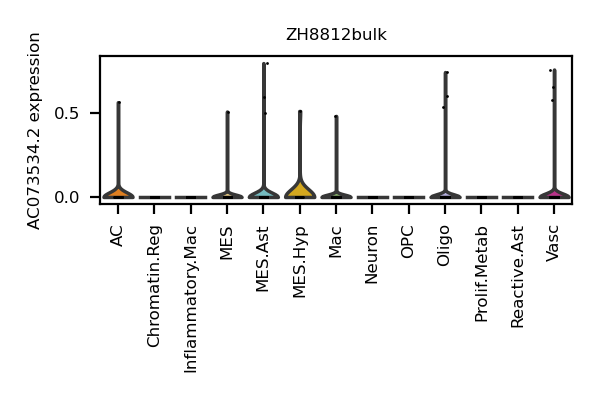 ZH8812bulk
AC073534.2 expression
0.5
0.0
AC
Chromatin.Reg
Inflammatory.Mac
MES
MES.Ast
MES.Hyp
Mac
Neuron
OPC
Oligo
Prolif.Metab
Reactive.Ast
Vasc